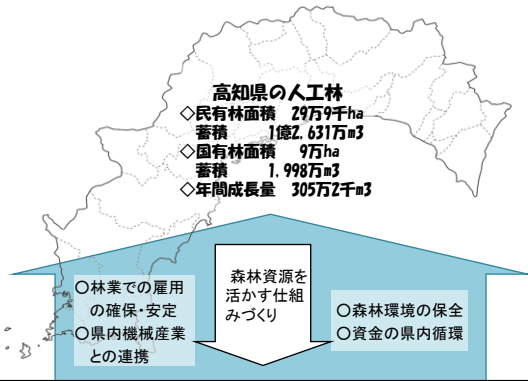 高知県の人工林
◇民有林面積　29万9千ha
蓄積　1億2,631万m3
◇国有林面積　9万ha
蓄積　1,998万m3
◇年間成長量　305万2千m3
〇林業での雇用
の確保・安定
〇県内機械産業
との連携
森林資源を
活かす仕組
みづくり
〇森林環境の保全
〇資金の県内循環